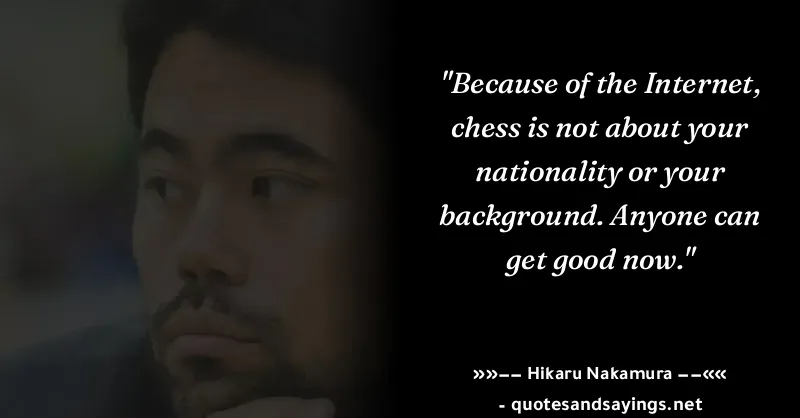 "Because of the Internet,
chess is not about your
nationality or your
background. Anyone can
get good now."
»»−− Hikaru Nakamura −−««
- quotesandsayings.net